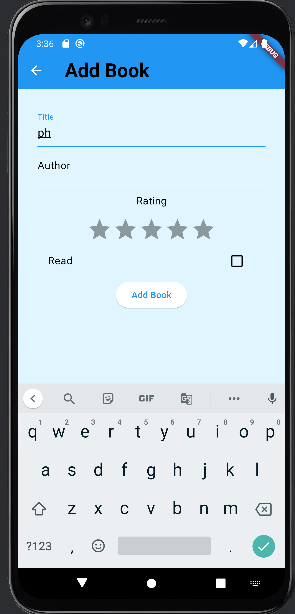 3:36
DEBUG
Add Book
Title
ph
Author
Rating
Read
Add Book
GIF
1 2 3 4 5 6 7 8 9 0
q w e r t y u i o p
a s d f g h j k l
z x c v b n m
?123 , .